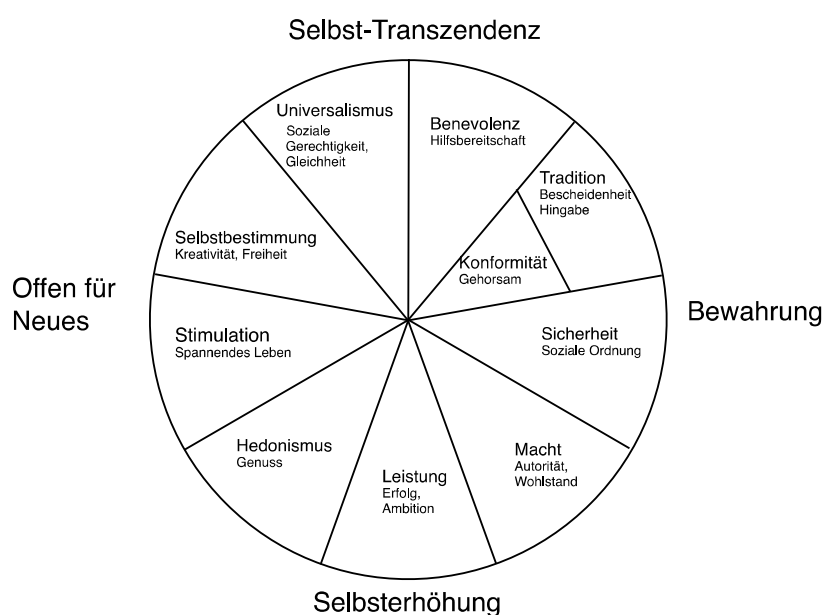 Selbst-Transzendenz
Universalismus
Soziale
Gerechtigkeit,
Gleichheit
Benevolenz
Hilfsbereitschaft
Tradition
Bescheidenheit
Hingabe
Selbstbestimmung
Kreativität, Freiheit
Konformität
Gehorsam
Offen für
Neues
Bewahrung
Stimulation
Spannendes Leben
Sicherheit
Soziale Ordnung
Hedonismus
Genuss
Leistung
Erfolg,
Ambition
Macht
Autorität,
Wohlstand
Selbsterhöhung